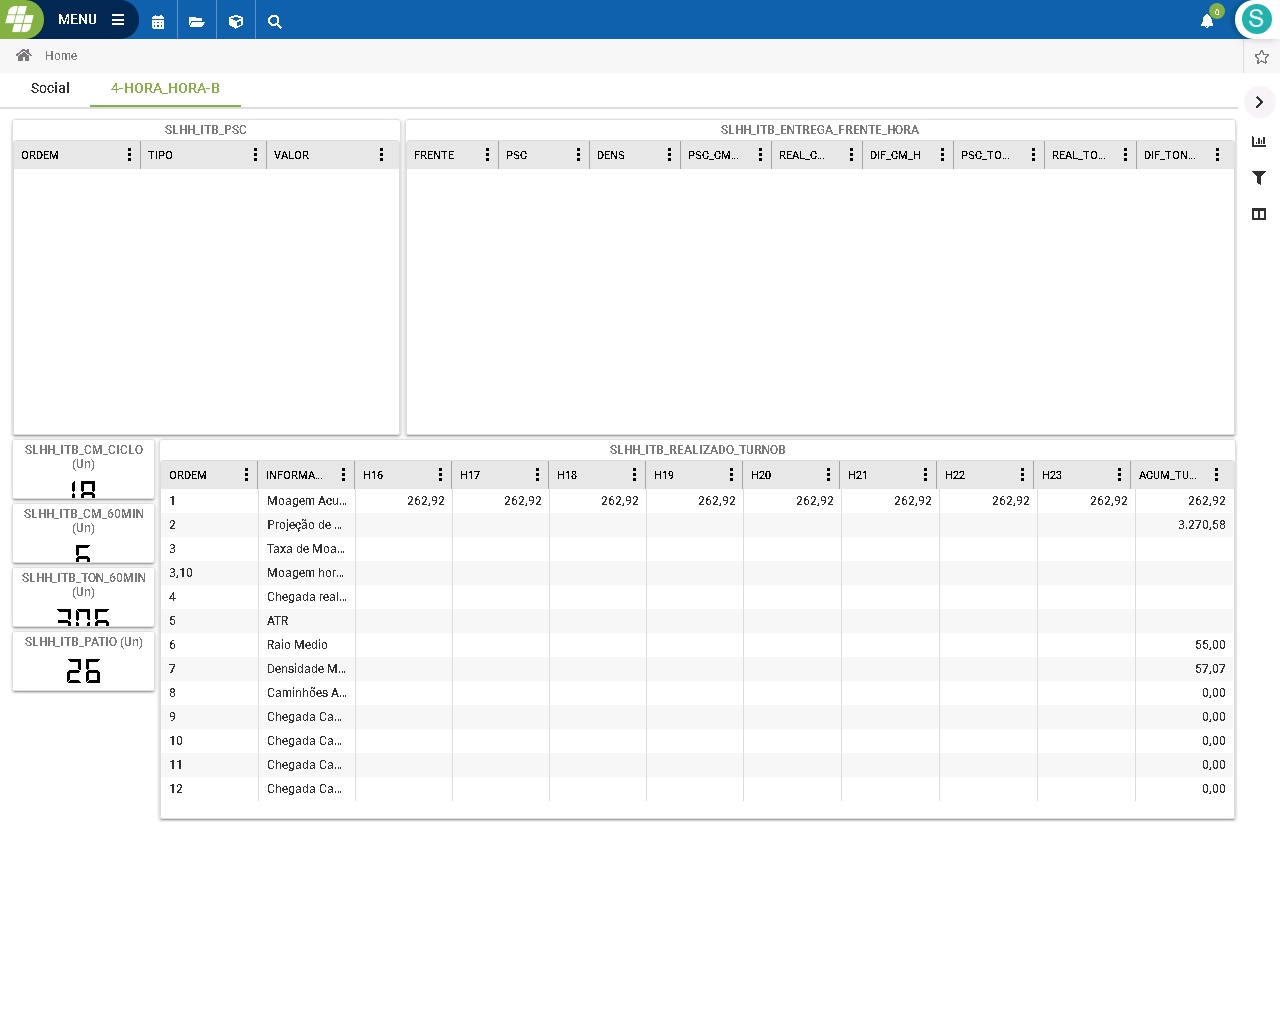 MENU
0
S
Home
Social 4-HORA_HORA-B
SLHH_ITB_PSC
ORDEM TIPO VALOR
SLHH_ITB_ENTREGA_FRENTE_HORA
FRENTE PSC DENS PSC_CM... REAL_C... DIF_CM_H PSC_TO... REAL_TO... DIF_TON...
SLHH_ITB_CM_CICLO
(Un)
18
SLHH_ITB_CM_60MIN
(Un)
SLHH_ITB_TON_60MIN
(Un)
SLHH_ITB_PATIO (Un)
26
SLHH_ITB_REALIZADO_TURNOB
ORDEM INFORMA... H16 H17 H18 H19 H20 H21 H22 H23 ACUM_TU...
1 Moagem Acu... 262,92 262,92 262,92 262,92 262,92 262,92 262,92 262,92 262,92
2 Projeção de ... 3.270,58
3 Taxa de Moa...
3,10 Moagem hor...
4 Chegada real...
5 ATR
6 Raio Medio 55,00
7 Densidade M... 57,07
8 Caminhões A... 0,00
9 Chegada Ca... 0,00
10 Chegada Ca... 0,00
11 Chegada Ca... 0,00
12 Chegada Ca... 0,00